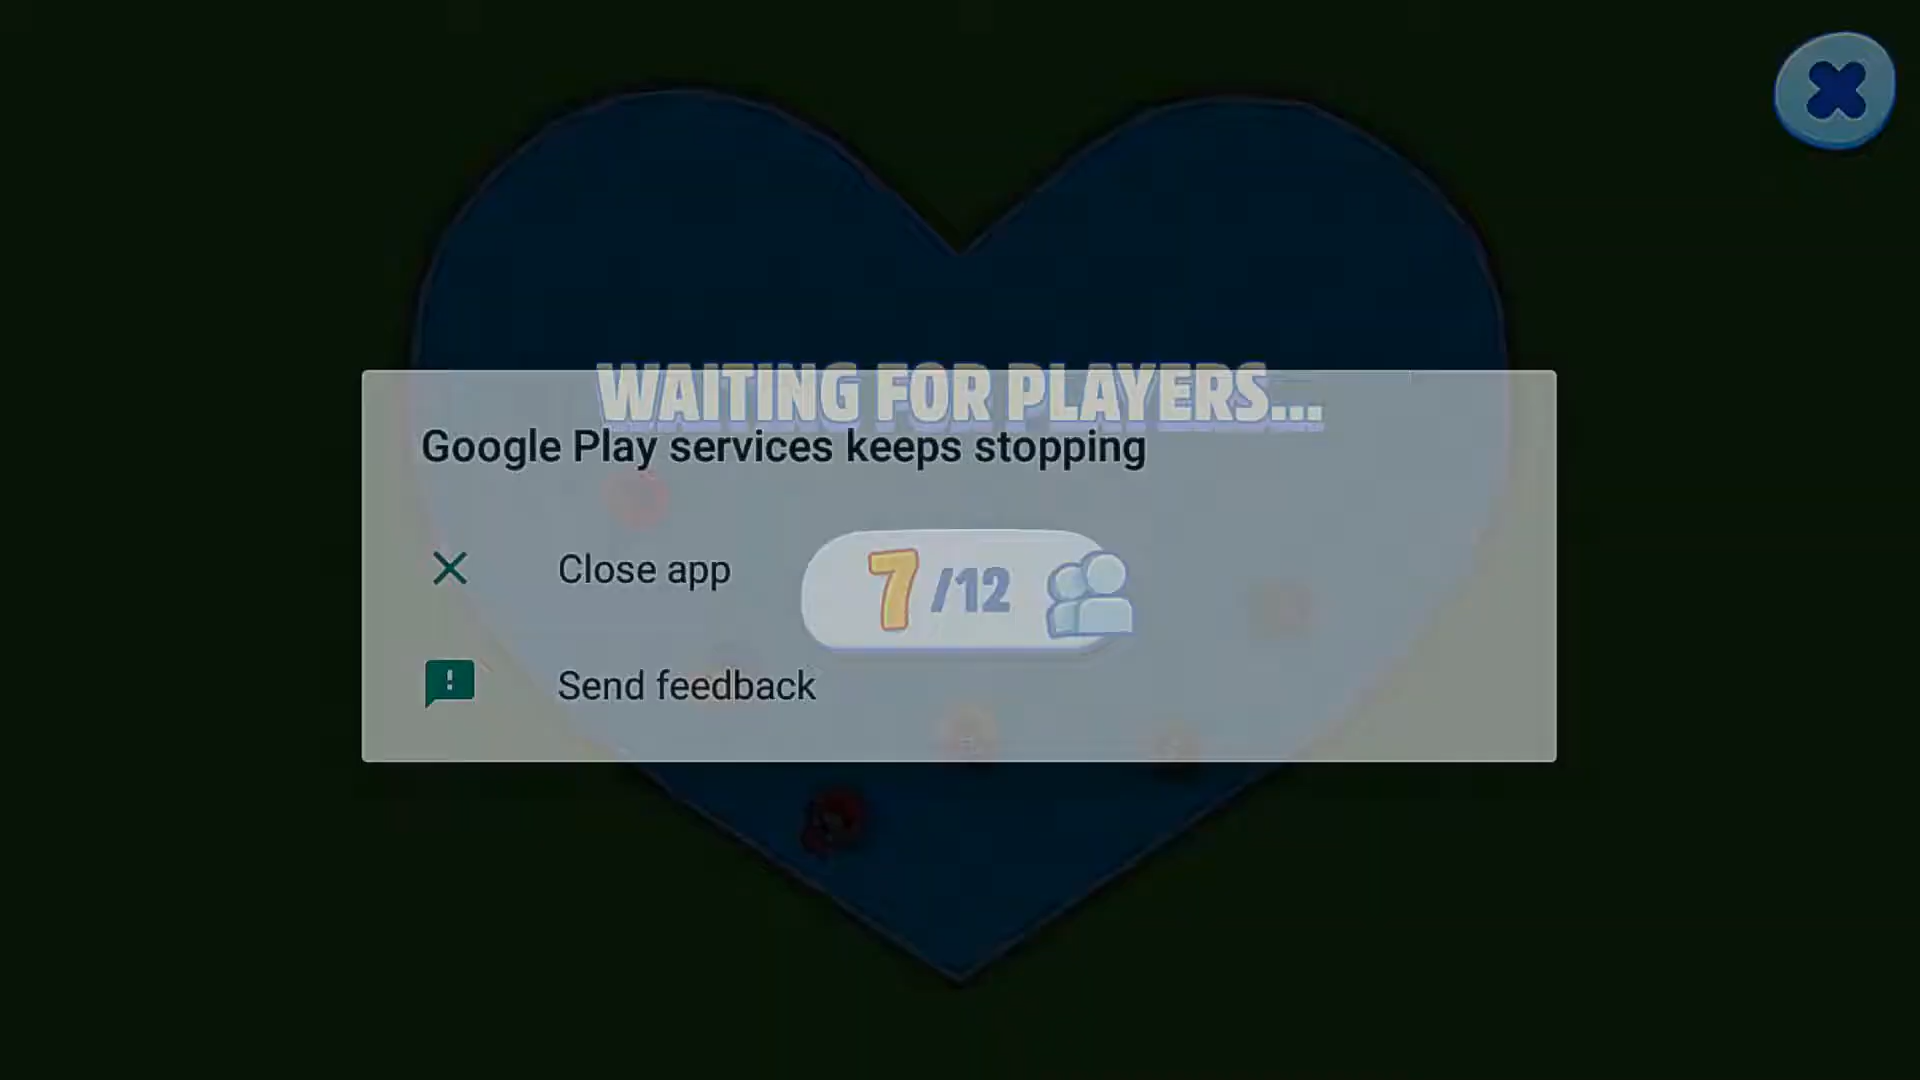 WAITING FOR PLAYERS...
Google Play services keeps stopping
Close app
7/12
Send feedback